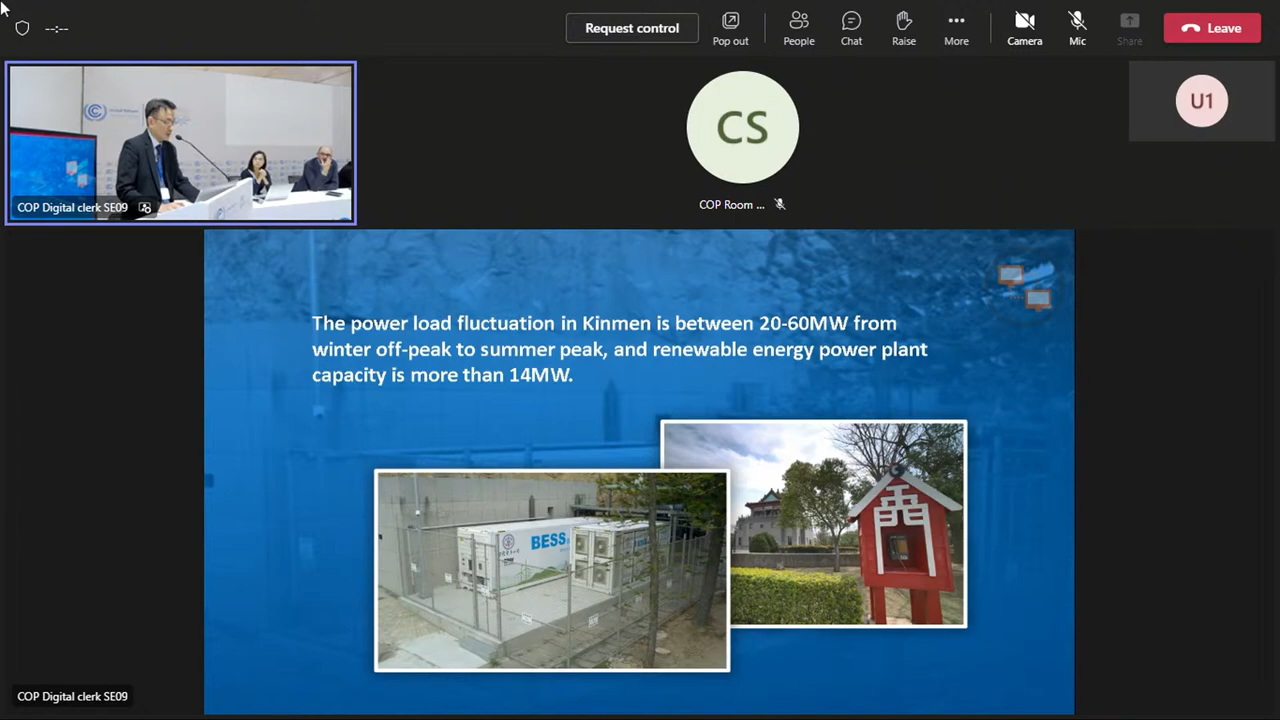 --:--
Request control
Pop out
People
Chat
Raise
More
Camera
Mic
Share
Leave
COP Digital clerk SE09
CS
COP Room ...
U1
The power load fluctuation in Kinmen is between 20-60MW from
winter off-peak to summer peak, and renewable energy power plant
capacity is more than 14MW.
BESS
COP Digital clerk SE09